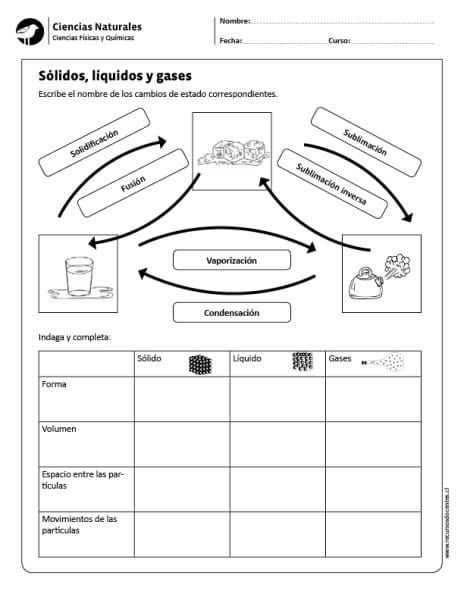 Ciencias Naturales
Ciencias Físicas y Químicas
Nombre:
Fecha: Curso:
Sólidos, líquidos y gases
Escribe el nombre de los cambios de estado correspondientes.
Solidificación
Fusión
Sublimación
Sublimación inversa
Vaporización
Condensación
Indaga y completa:
Sólido Líquido Gases
Forma
Volumen
Espacio entre las par-
tículas
Movimientos de las
partículas
www.recursosdocentes.cl